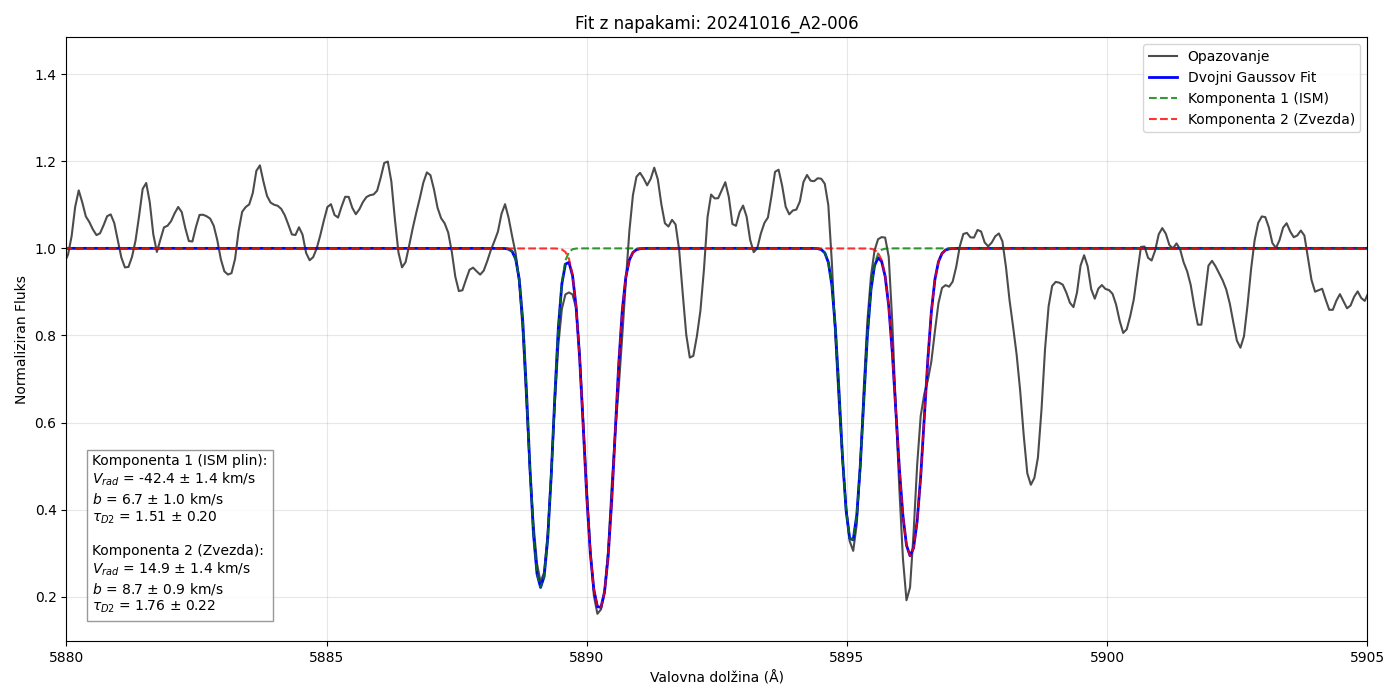 Fit z napakami: 20241016_A2-006
Normaliziran Fluks
1.4
1.2
1.0
0.8
0.6
0.4
0.2
Opazovanje
Dvojni Gaussov Fit
Komponenta 1 (ISM)
Komponenta 2 (Zvezda)
Komponenta 1 (ISM plin):
V_rad = -42.4 ± 1.4 km/s
b = 6.7 ± 1.0 km/s
τ_D2 = 1.51 ± 0.20
Komponenta 2 (Zvezda):
V_rad = 14.9 ± 1.4 km/s
b = 8.7 ± 0.9 km/s
τ_D2 = 1.76 ± 0.22
5880 5885 5890 5895 5900 5905
Valovna dolžina (Å)